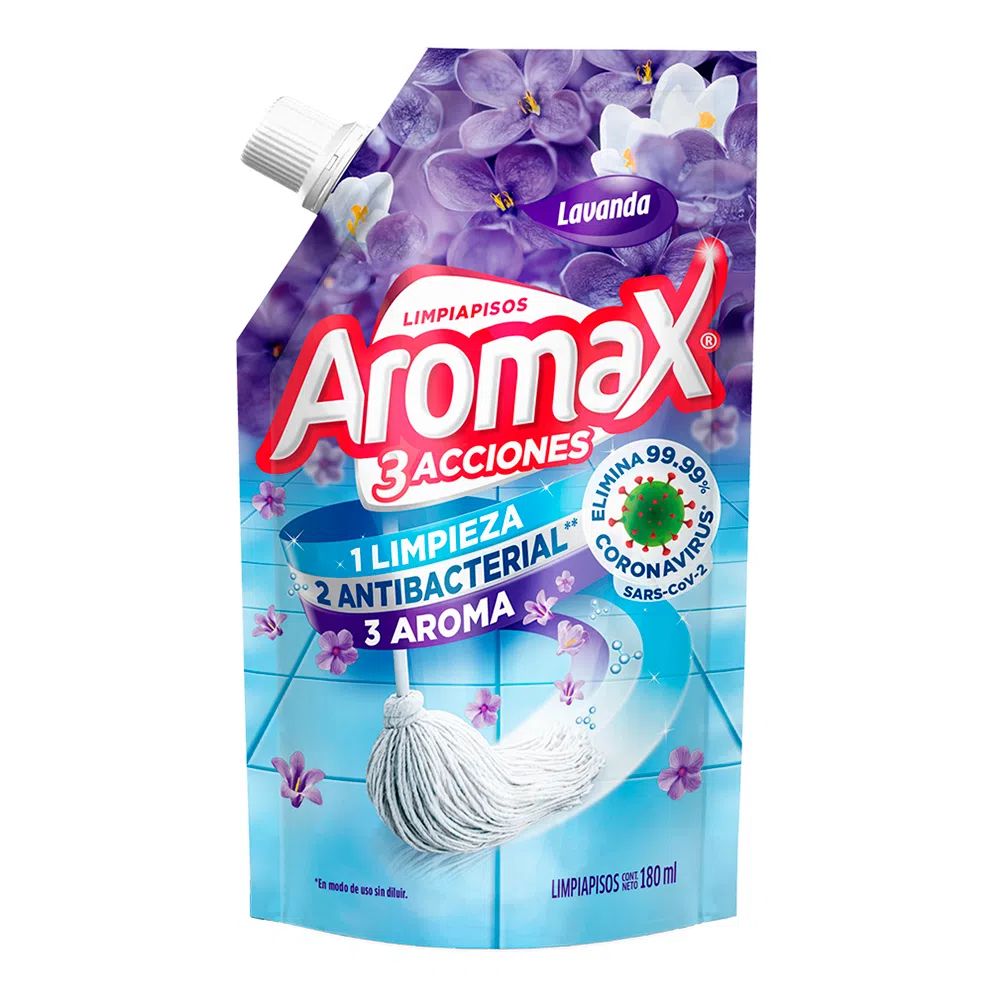 Lavanda
LIMPIAPISOS
AromaX®
3 ACCIONES
1 LIMPIEZA
2 ANTIBACTERIAL**
3 AROMA
ELIMINA 99.99%
CORONAVIRUS*
SARS-CoV-2
*En modo de uso sin diluir.
LIMPIAPISOS CONT. NETO 180 ml